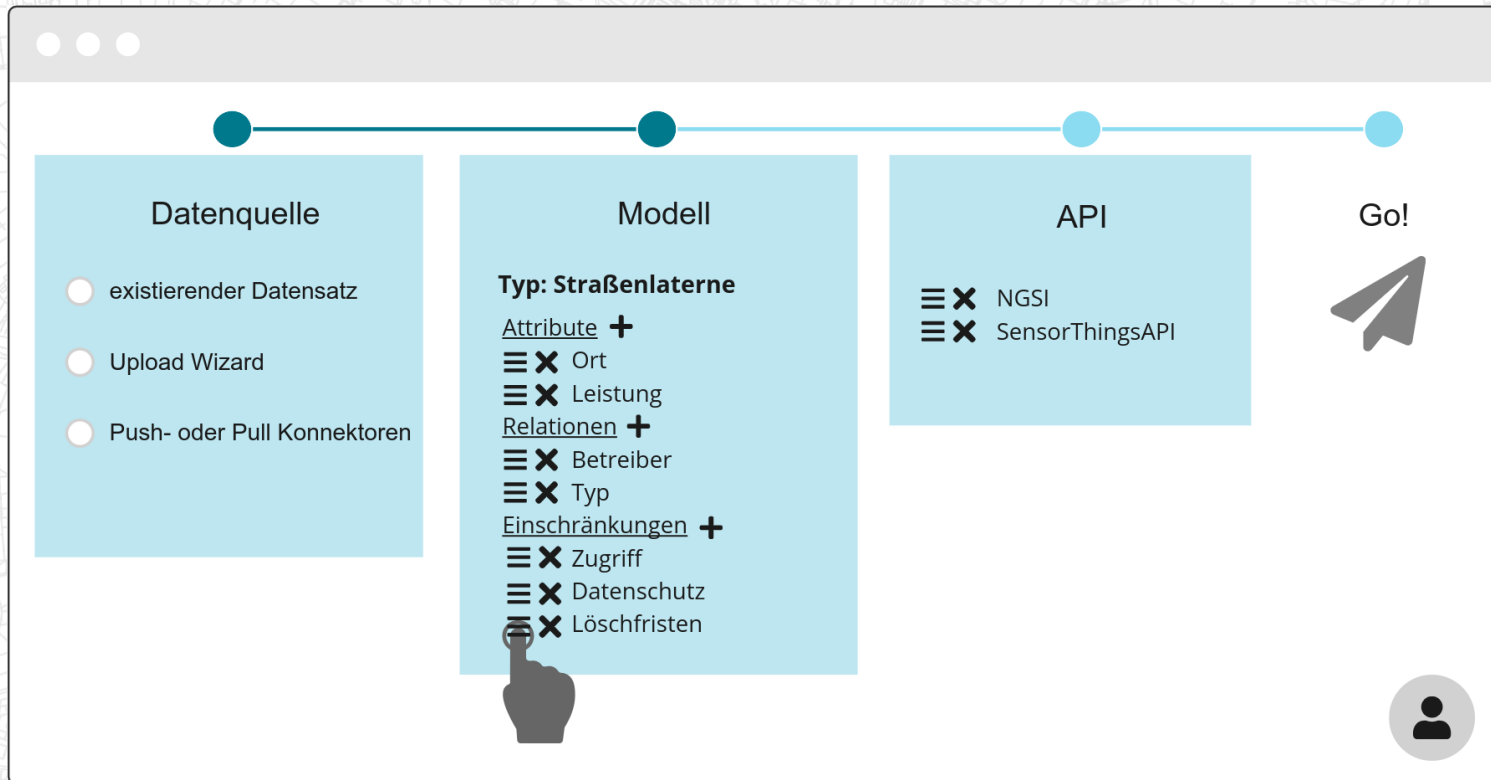 Datenquelle
existierender Datensatz
Upload Wizard
Push- oder Pull Konnektoren
Modell
Typ: Straßenlaterne
Attribute
Ort
Leistung
Relationen
Betreiber
Typ
Einschränkungen
Zugriff
Datenschutz
Löschfristen
API
NGSI
SensorThingsAPI
Go!